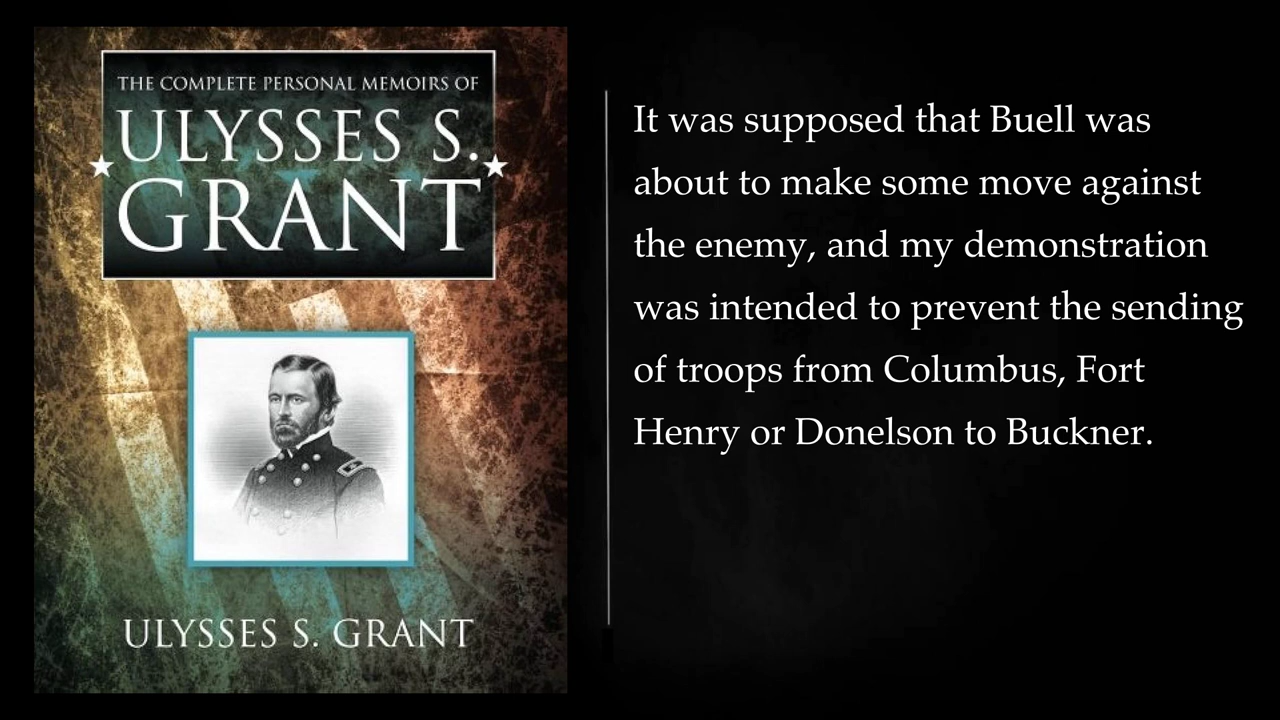 THE COMPLETE PERSONAL MEMOIRS OF
ULYSSES S.
GRANT
ULYSSES S. GRANT
It was supposed that Buell was
about to make some move against
the enemy, and my demonstration
was intended to prevent the sending
of troops from Columbus, Fort
Henry or Donelson to Buckner.